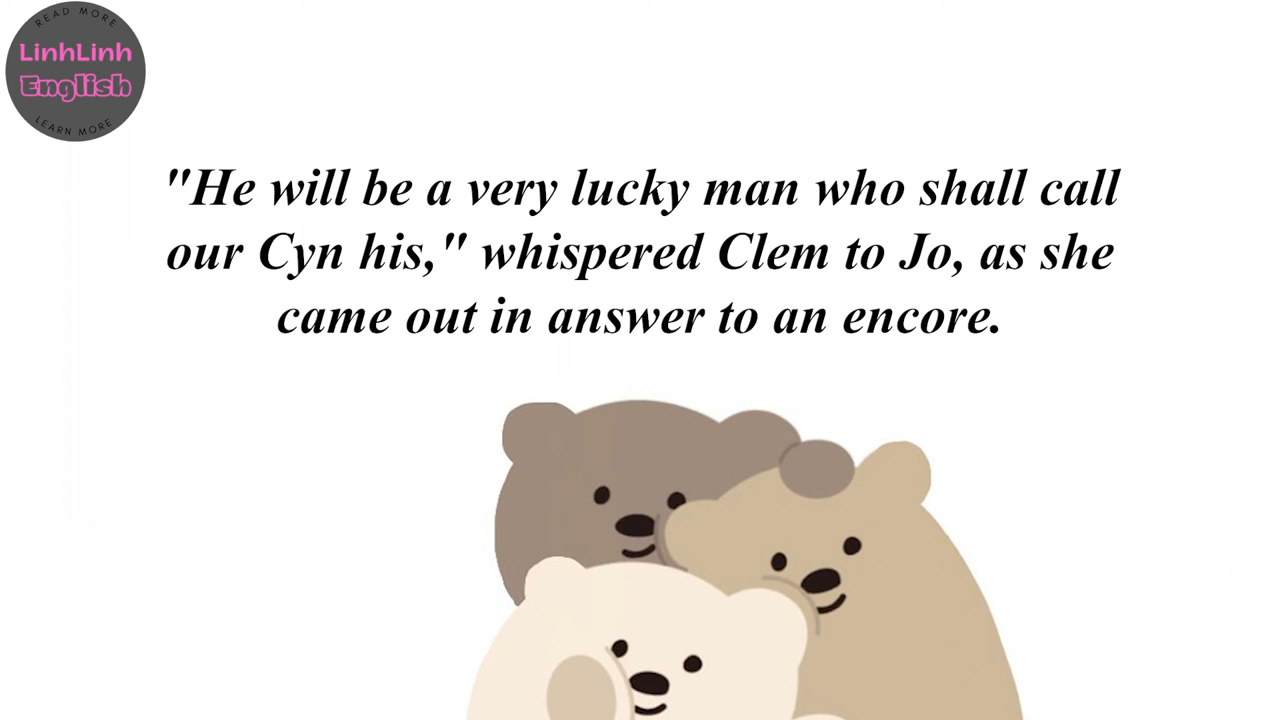 READ MORE
LinhLinh
English
LEARN MORE
"He will be a very lucky man who shall call
our Cyn his," whispered Clem to Jo, as she
came out in answer to an encore.